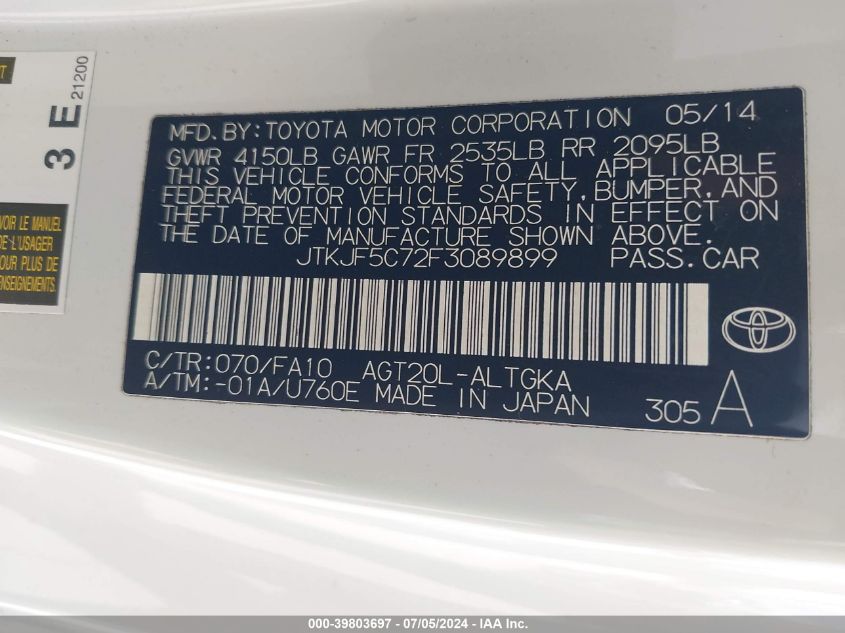 3 E
21200
VOIR LE MANUEL
DE L'USAGER
POUR PLUS DE
MFD. BY: TOYOTA MOTOR CORPORATION 05/14
GVWR 4150LB GAWR FR 2535LB RR 2095LB
THIS VEHICLE CONFORMS TO ALL APPLICABLE
FEDERAL MOTOR VEHICLE SAFETY, BUMPER, AND
THEFT PREVENTION STANDARDS IN EFFECT ON
THE DATE OF MANUFACTURE SHOWN ABOVE.
JTKJF5C72F3089899 PASS.CAR
C/TR: 070/FA10 AGT20L-ALTGKA
A/TM: -01A/U760E MADE IN JAPAN 305 A
000-39803697 - 07/05/2024 - IAA, Inc.